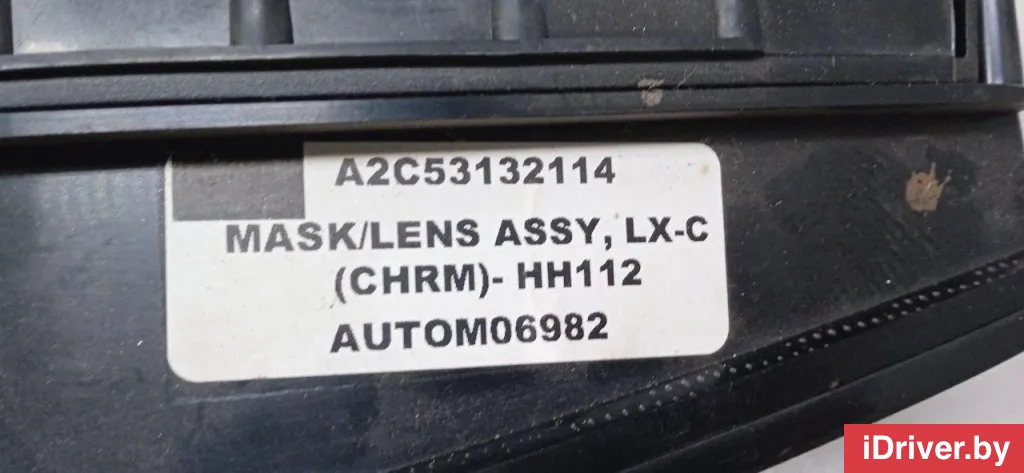 A2C53132114
MASK/LENS ASSY, LX-C
(CHRM)- HH112
AUTOM06982
iDriver.by